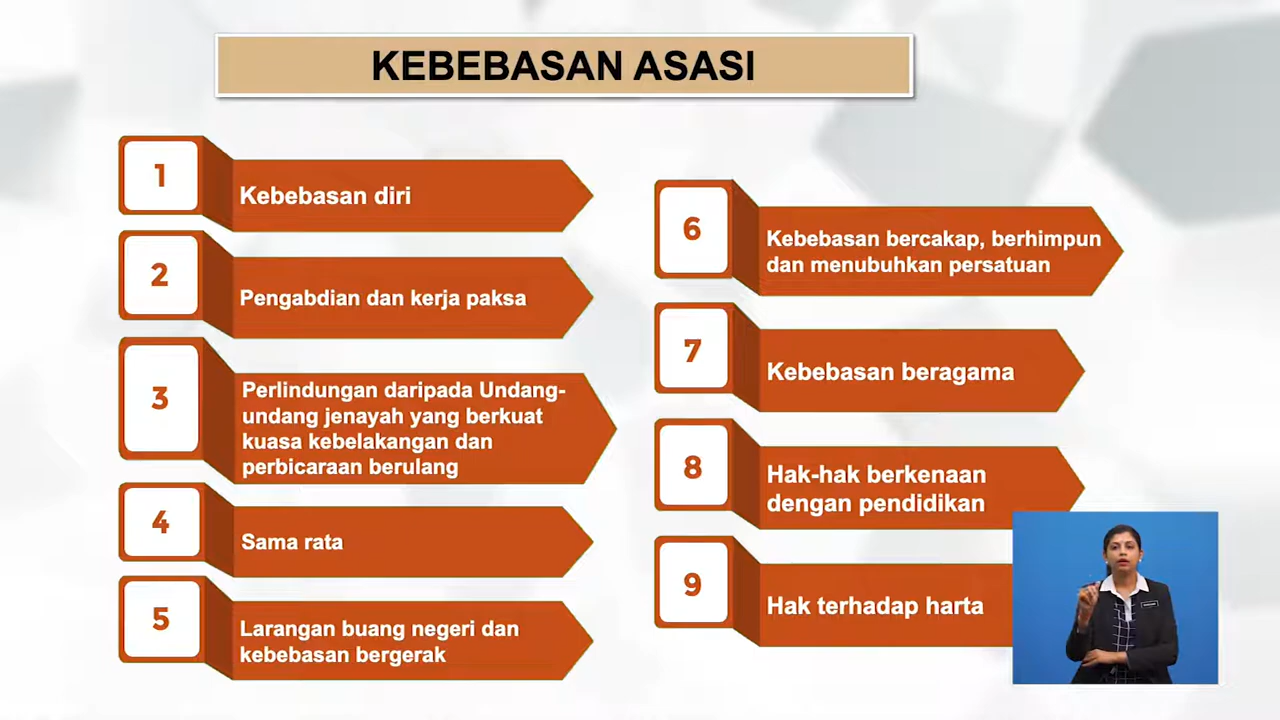 KEBEBASAN ASASI
1
Kebebasan diri
2
Pengabdian dan kerja paksa
3
Perlindungan daripada Undang-
undang jenayah yang berkuat
kuasa kebelakangan dan
perbicaraan berulang
4
Sama rata
5
Larangan buang negeri dan
kebebasan bergerak
6
Kebebasan bercakap, berhimpun
dan menubuhkan persatuan
7
Kebebasan beragama
8
Hak-hak berkenaan
dengan pendidikan
9
Hak terhadap harta